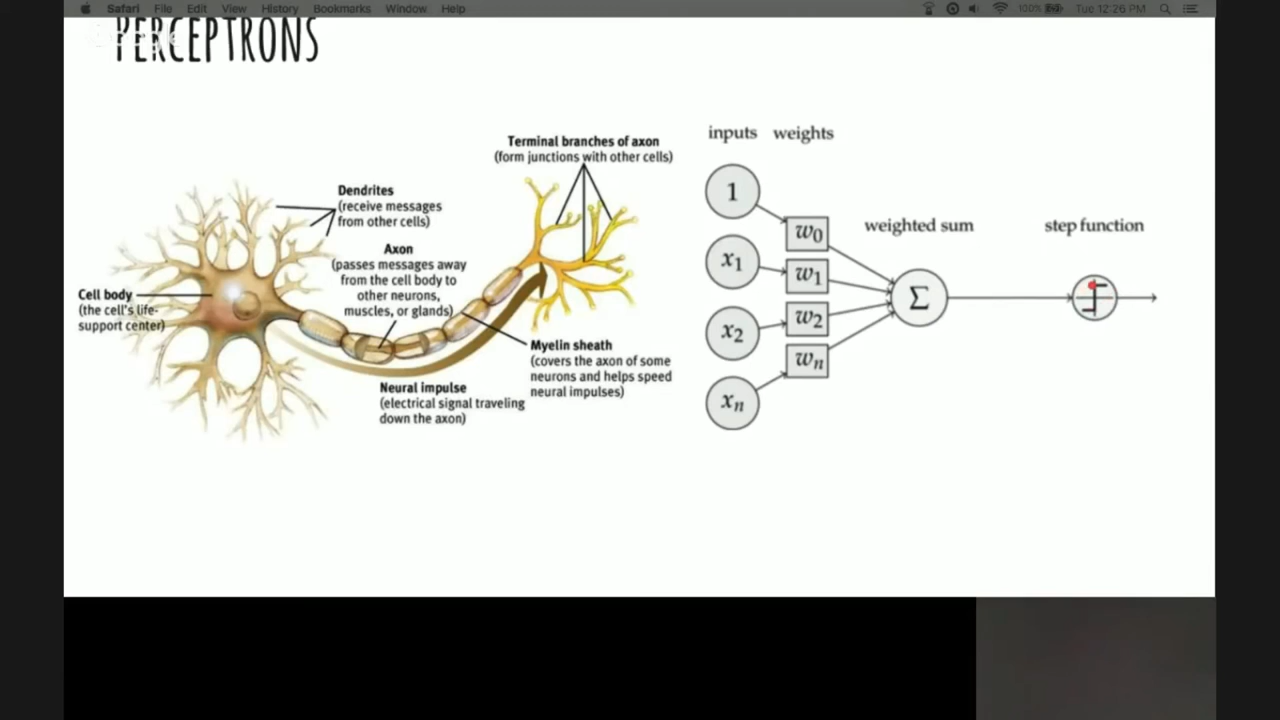 Safari File Edit View History Bookmarks Window Help 100% Tue 12:26 PM
PERCEPTRONS
Google
Terminal branches of axon
(form junctions with other cells)
Dendrites
(receive messages
from other cells)
Axon
(passes messages away
from the cell body to
other neurons,
muscles, or glands)
Cell body
(the cell's life-
support center)
Myelin sheath
(covers the axon of some
neurons and helps speed
neural impulses)
Neural impulse
(electrical signal traveling
down the axon)
inputs weights
1
w0
weighted sum
step function
x1
w1
Σ
x2
w2
wn
xn